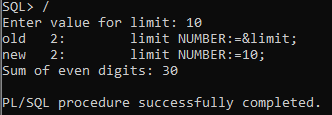 SQL> /
Enter value for limit: 10
old   2:        limit NUMBER:=&limit;
new   2:        limit NUMBER:=10;
Sum of even digits: 30
PL/SQL procedure successfully completed.